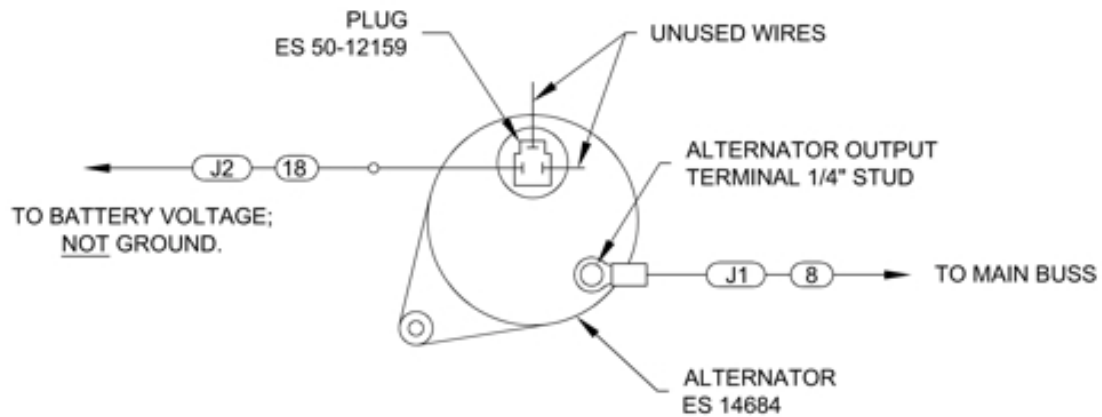 PLUG
ES 50-12159
UNUSED WIRES
ALTERNATOR OUTPUT
TERMINAL 1/4" STUD
J2
18
TO BATTERY VOLTAGE;
NOT GROUND.
J1
8
TO MAIN BUSS
ALTERNATOR
ES 14684